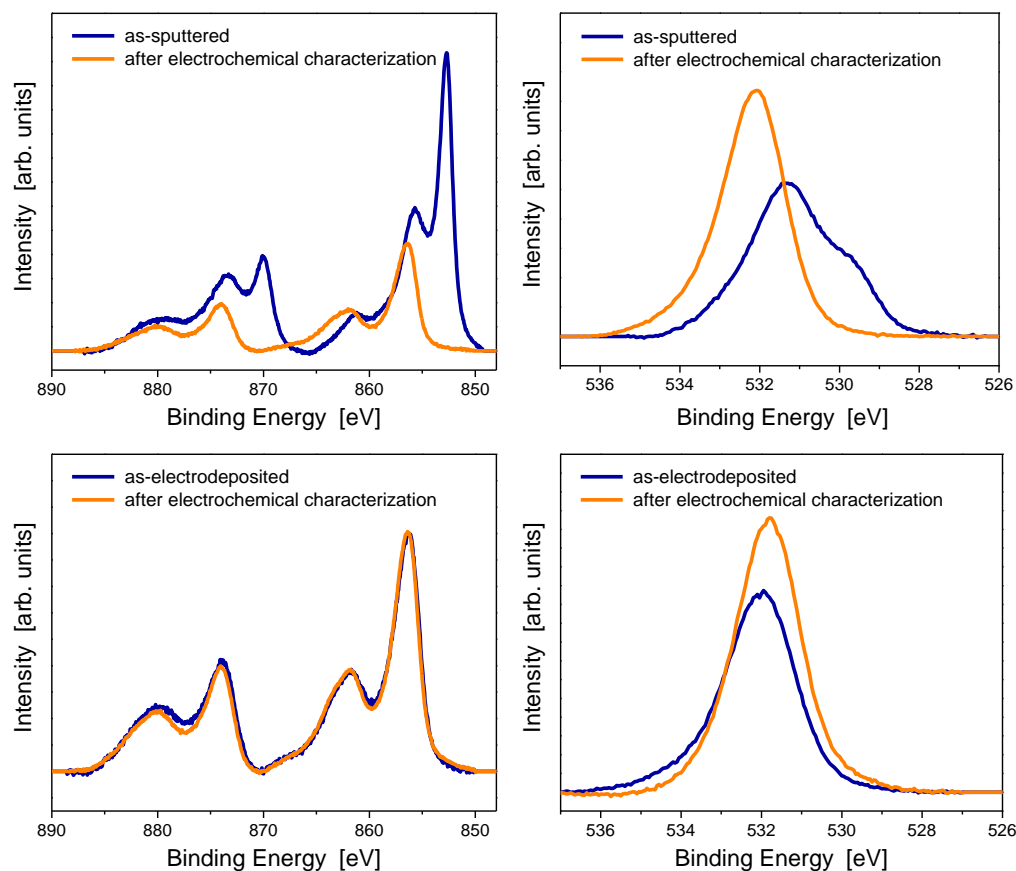 as-sputtered
after electrochemical characterization
Intensity [arb. units]
890 880 870 860 850
Binding Energy [eV]
as-sputtered
after electrochemical characterization
Intensity [arb. units]
536 534 532 530 528 526
Binding Energy [eV]
as-electrodeposited
after electrochemical characterization
Intensity [arb. units]
890 880 870 860 850
Binding Energy [eV]
as-electrodeposited
after electrochemical characterization
Intensity [arb. units]
536 534 532 530 528 526
Binding Energy [eV]